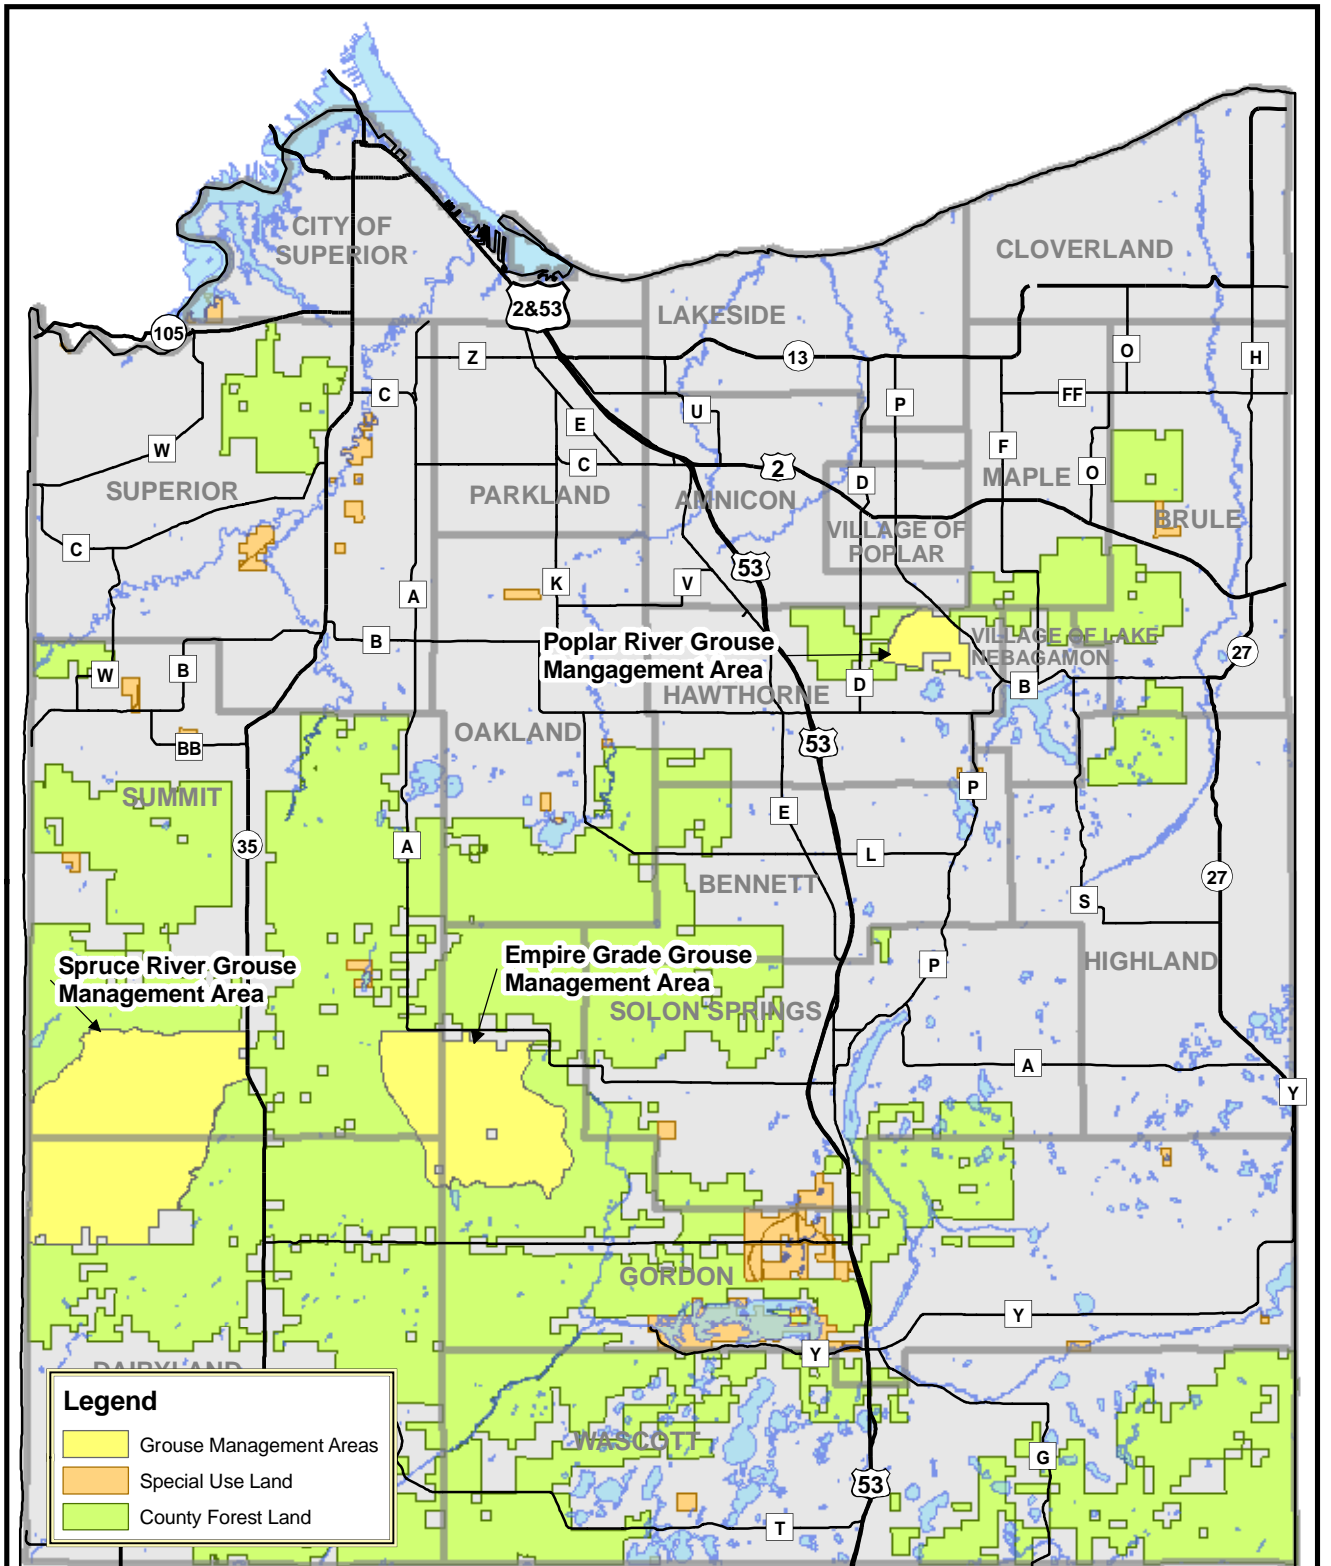 CITY OF
SUPERIOR
CLOVERLAND
2&53
LAKESIDE
105
Z
13
O
H
C
FF
P
U
E
F
W
C
2
MAPLE
O
D
SUPERIOR
PARKLAND
AMNICON
BRULE
VILLAGE OF
POPLAR
C
53
K
V
A
B
Poplar River Grouse
Mangagement Area
VILLAGE OF LAKE
NEBAGAMON
27
W
B
HAWTHORNE
D
B
OAKLAND
BB
53
SUMMIT
P
E
35
A
L
BENNETT
27
S
Spruce River Grouse
Management Area
Empire Grade Grouse
Management Area
P
HIGHLAND
SOLON SPRINGS
A
Y
GORDON
Y
Y
DAIRYLAND
Legend
Grouse Management Areas
Special Use Land
County Forest Land
WASCOTT
G
53
T